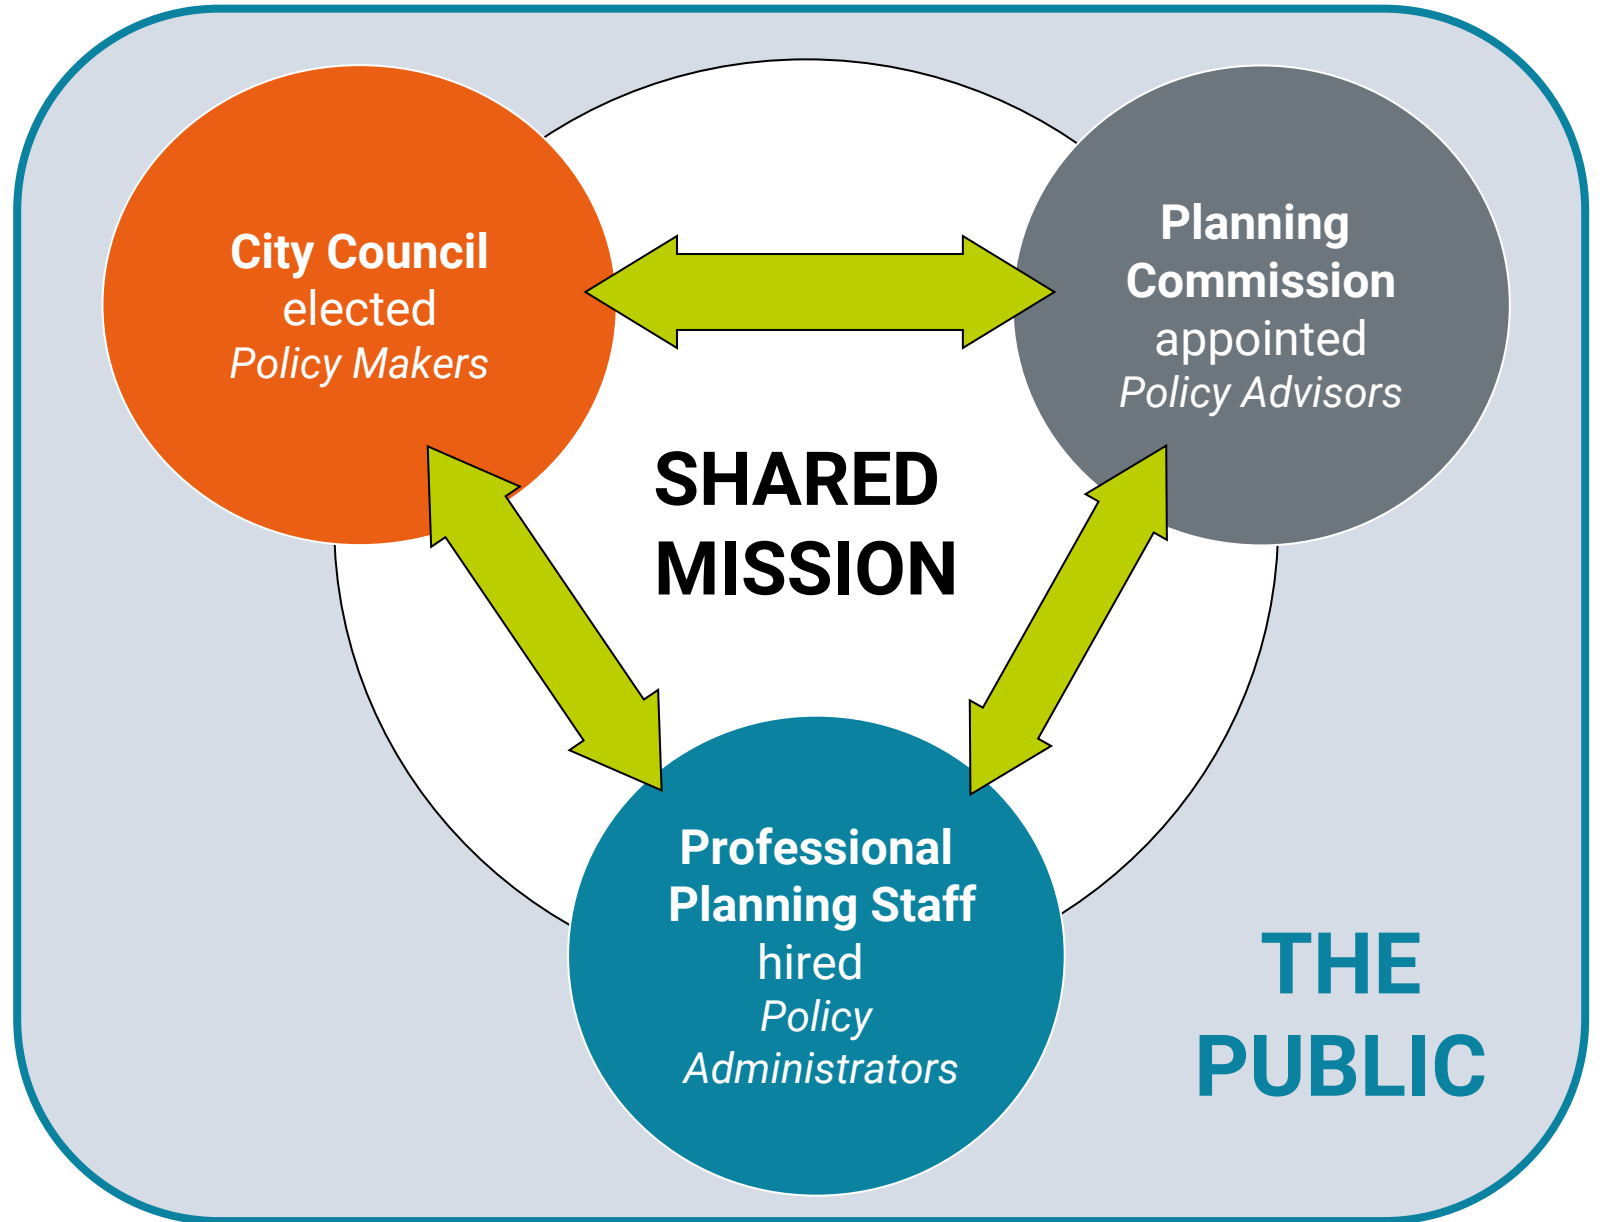 City Council
elected
Policy Makers
Planning
Commission
appointed
Policy Advisors
SHARED
MISSION
Professional
Planning Staff
hired
Policy
Administrators
THE
PUBLIC